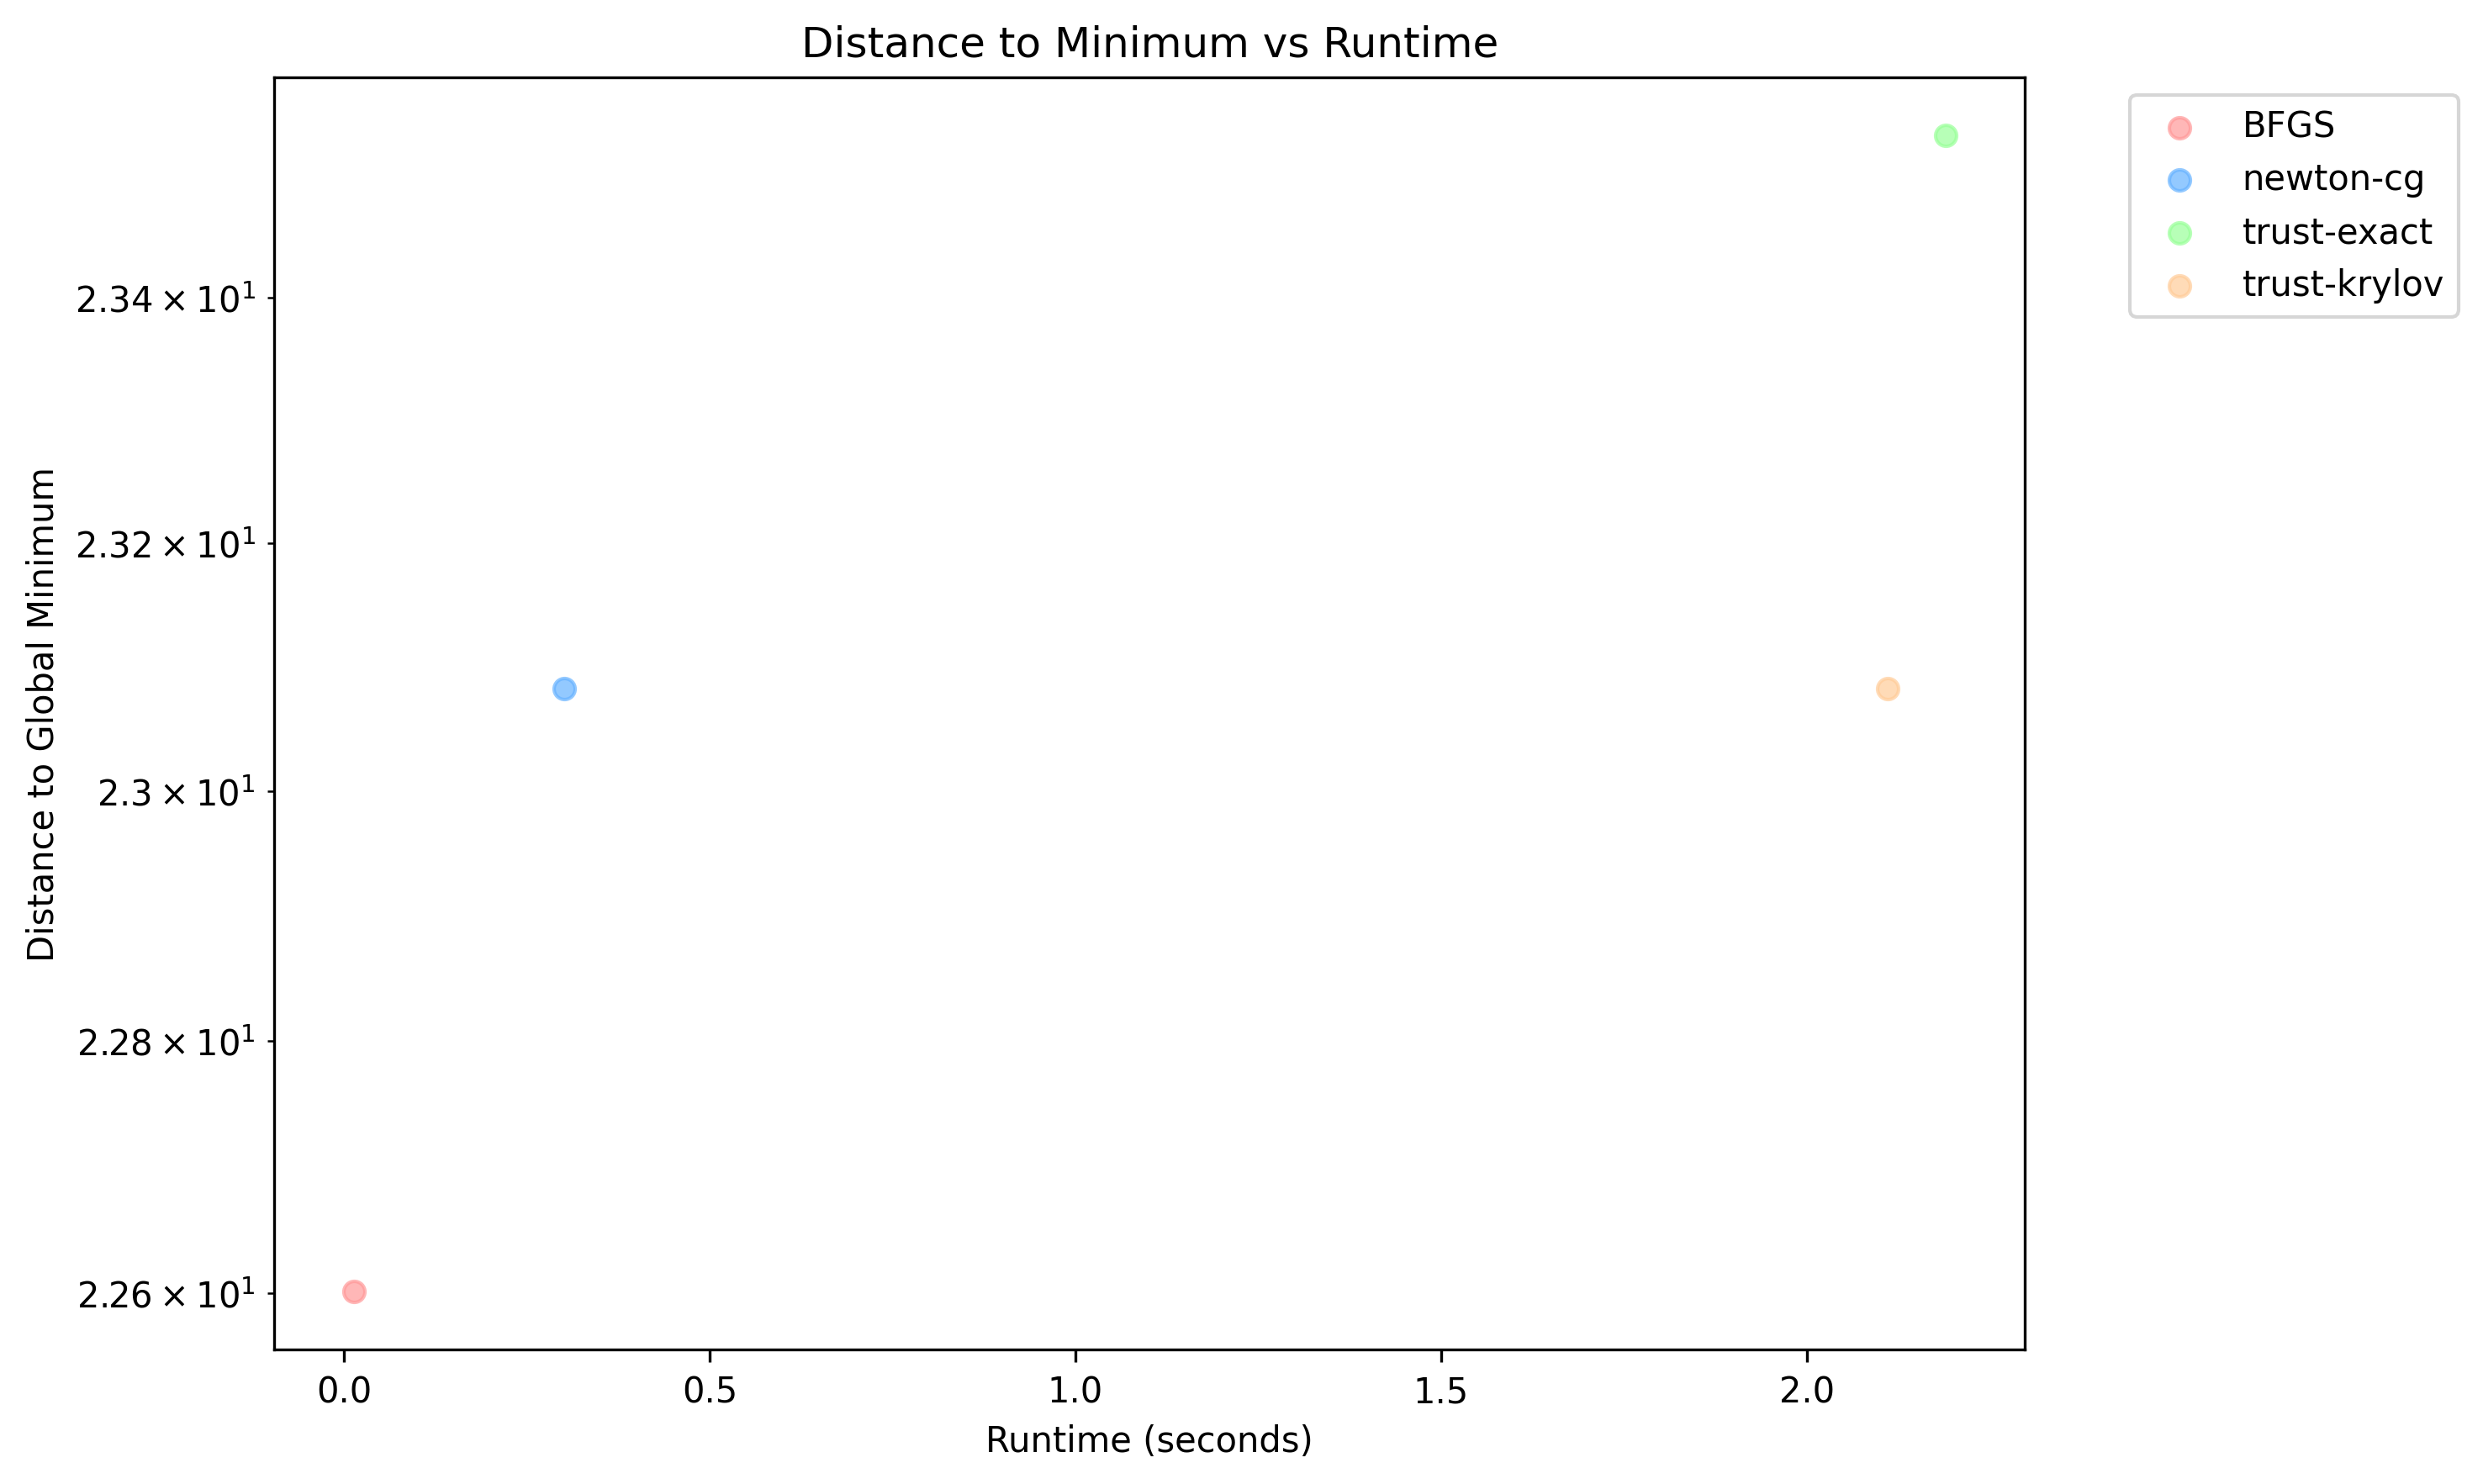 Distance to Minimum vs Runtime
Distance to Global Minimum
2.34 × 10¹
2.32 × 10¹
2.3 × 10¹
2.28 × 10¹
2.26 × 10¹
0.0 0.5 1.0 1.5 2.0
Runtime (seconds)
BFGS
newton-cg
trust-exact
trust-krylov